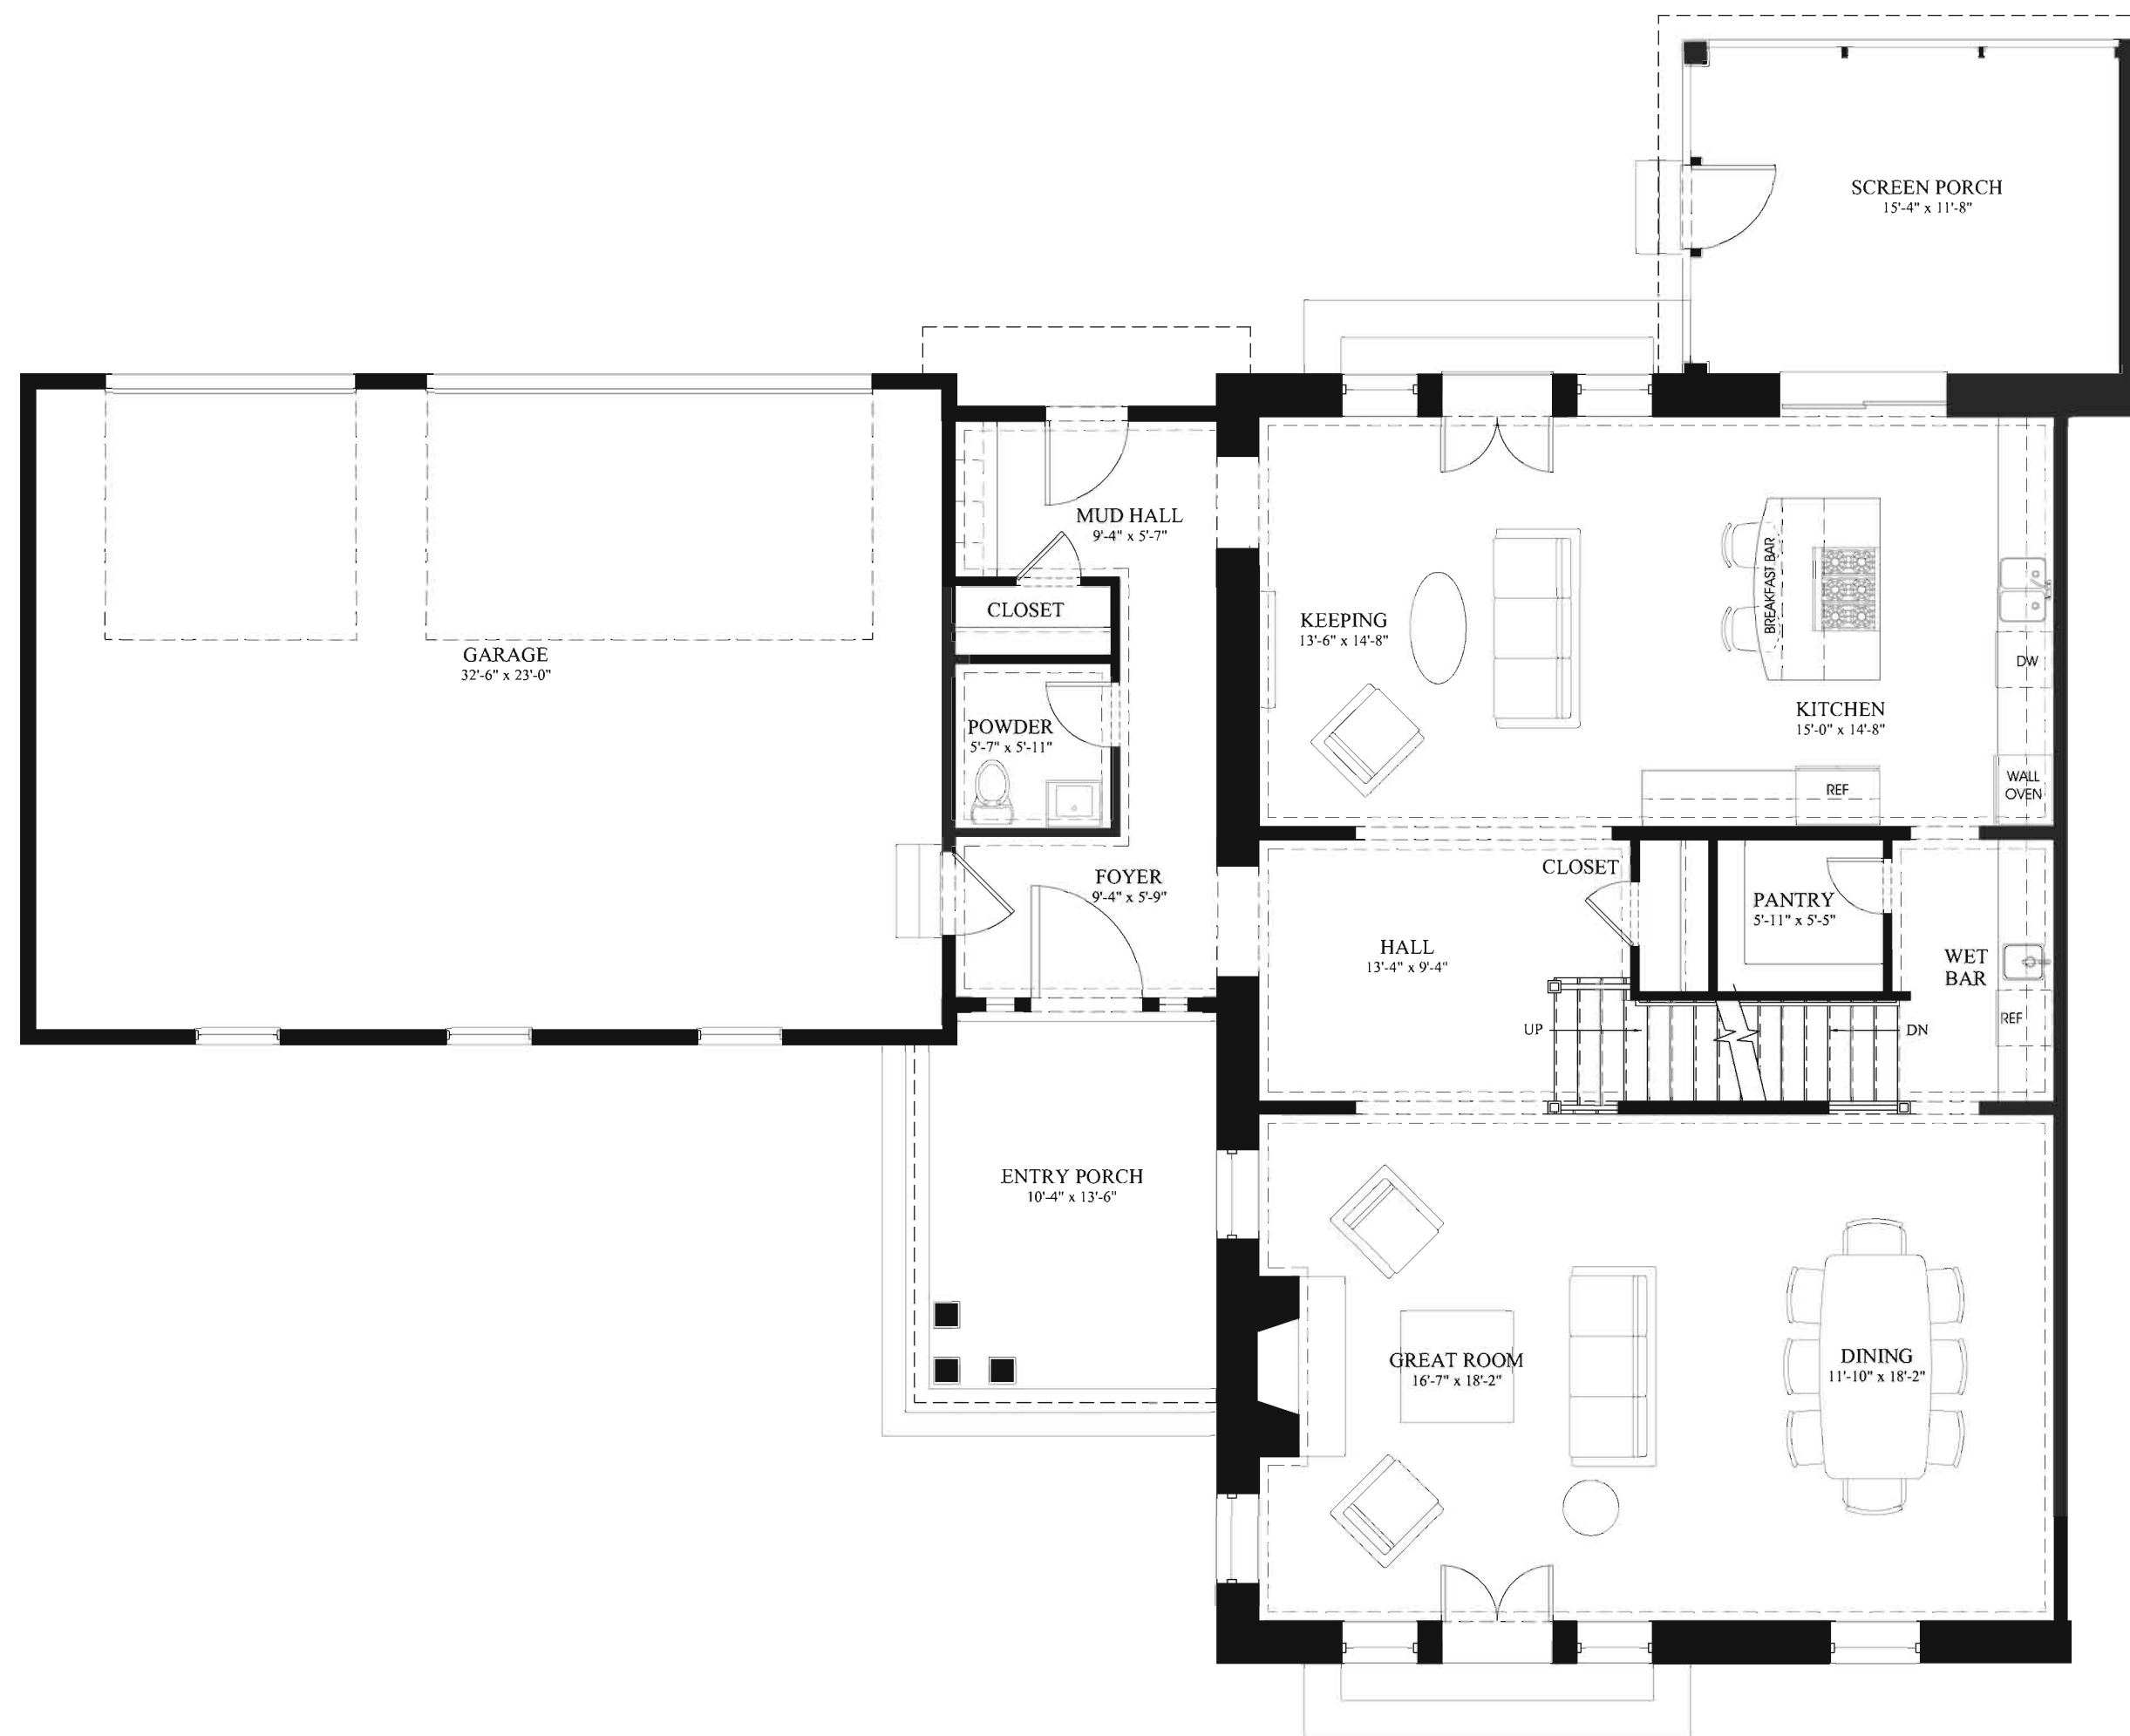 SCREEN PORCH
15'-4" x 11'-8"
MUD HALL
9'-4" x 5'-7"
CLOSET
KEEPING
13'-6" x 14'-8"
BREAKFAST BAR
GARAGE
32'-6" x 23'-0"
DW
POWDER
5'-7" x 5'-11"
KITCHEN
15'-0" x 14'-8"
REF
WALL
OVEN
CLOSET
FOYER
9'-4" x 5'-9"
PANTRY
5'-11" x 5'-5"
HALL
13'-4" x 9'-4"
WET
BAR
REF
UP
DN
ENTRY PORCH
10'-4" x 13'-6"
GREAT ROOM
16'-7" x 18'-2"
DINING
11'-10" x 18'-2"